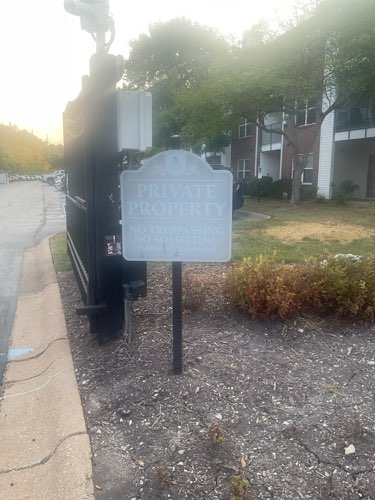 PRIVATE
PROPERTY
NO TRESPASSING
NO SOLICITING